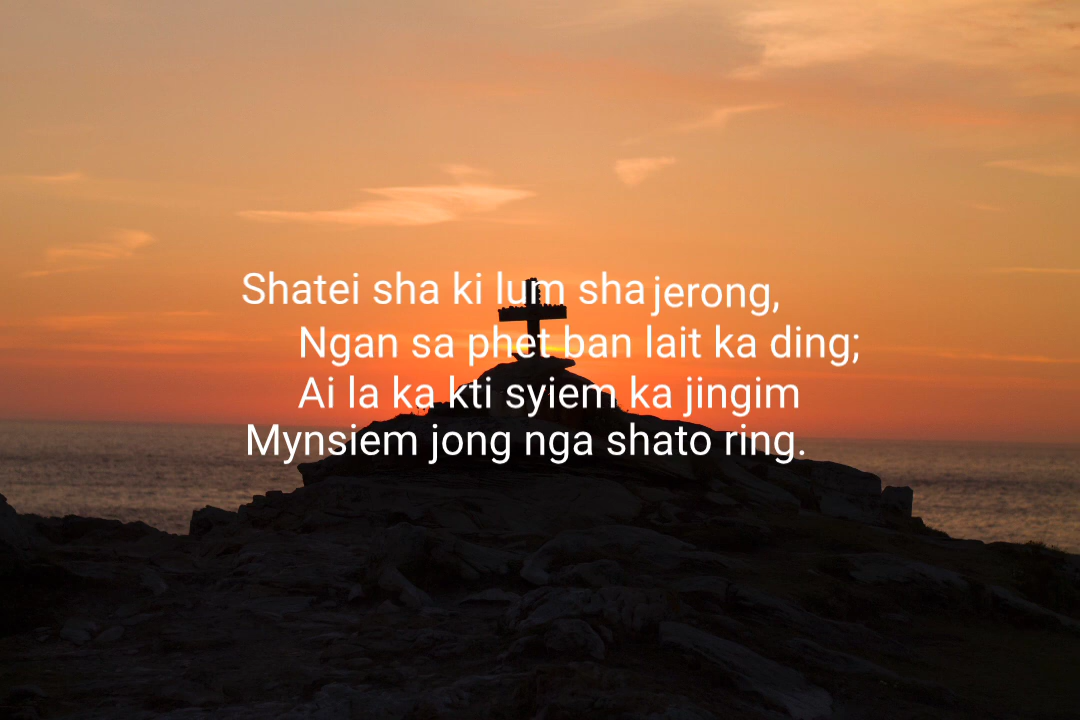 Shatei sha ki lum sha jerong,
Ngan sa phet ban lait ka ding;
Ai la ka kti syiem ka jingim
Mynsiem jong nga shato ring.